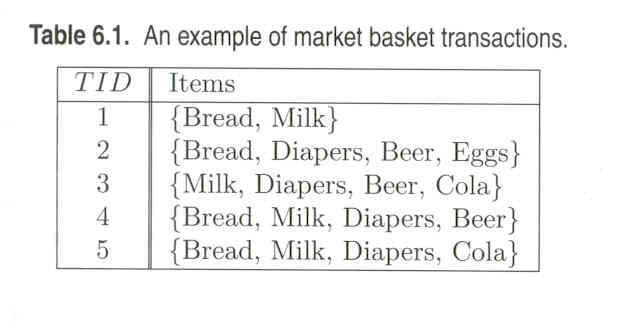 Table 6.1. An example of market basket transactions.
TID Items
1 {Bread, Milk}
2 {Bread, Diapers, Beer, Eggs}
3 {Milk, Diapers, Beer, Cola}
4 {Bread, Milk, Diapers, Beer}
5 {Bread, Milk, Diapers, Cola}